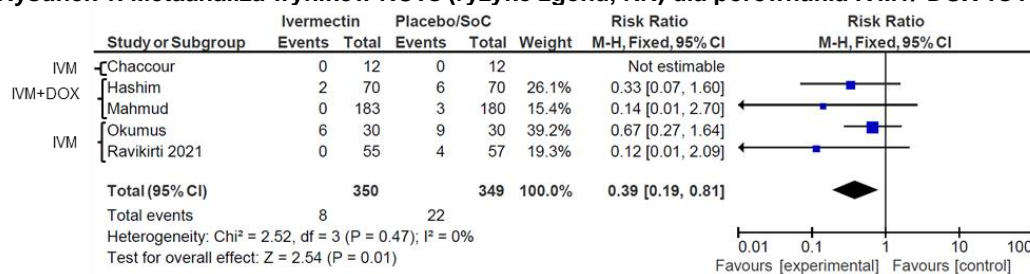 Ivermectin Placebo/SoC Risk Ratio Risk Ratio
Study or Subgroup Events Total Events Total Weight M-H, Fixed, 95% CI M-H, Fixed, 95% CI
IVM Chaccour 0 12 0 12 Not estimable
IVM+DOX Hashim 2 70 6 70 26.1% 0.33 [0.07, 1.60]
Mahmud 0 183 3 180 15.4% 0.14 [0.01, 2.70]
IVM Okumus 6 30 9 30 39.2% 0.67 [0.27, 1.64]
Ravikirti 2021 0 55 4 57 19.3% 0.12 [0.01, 2.09]
Total (95% CI) 350 349 100.0% 0.39 [0.19, 0.81]
Total events 8 22
Heterogeneity: Chi² = 2.52, df = 3 (P = 0.47); I² = 0%
Test for overall effect: Z = 2.54 (P = 0.01)
0.01 0.1 1 10 100
Favours [experimental] Favours [control]